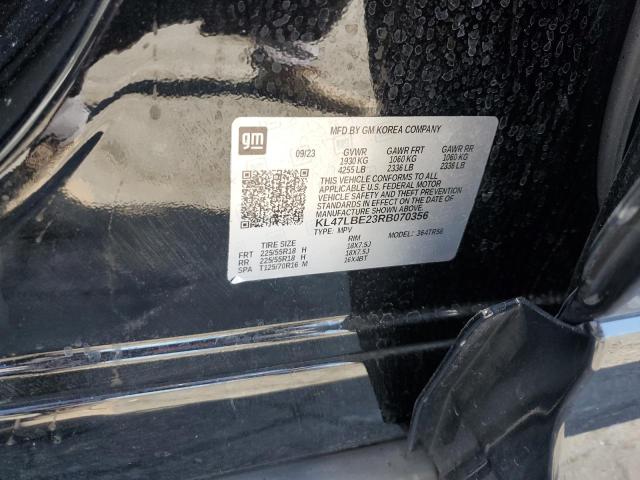 gm
MFD BY GM KOREA COMPANY
09/23 GVWR GAWR FRT GAWR RR
1930 KG 1060 KG 1060 KG
4255 LB 2336 LB 2336 LB
THIS VEHICLE CONFORMS TO ALL
APPLICABLE U.S. FEDERAL MOTOR
VEHICLE SAFETY AND THEFT PREVENTION
STANDARDS IN EFFECT ON THE DATE OF
MANUFACTURE SHOWN ABOVE.
KL47LBE23RB070356
TYPE: MPV MODEL: 364TR56
TIRE SIZE RIM
FRT 225/55R18 H 18X7.5J
RR 225/55R18 H 18X7.5J
SPA T125/70R16 M 16X4BT